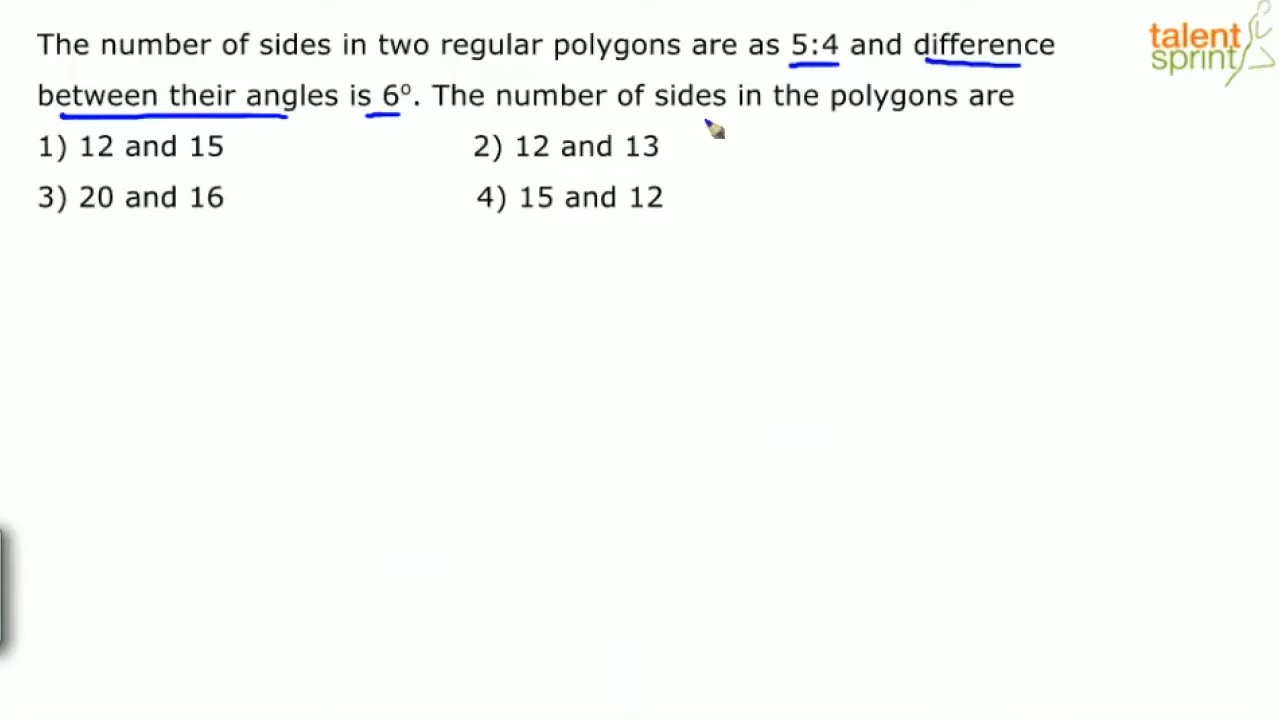 talent
sprint
The number of sides in two regular polygons are as 5:4 and difference
between their angles is 6º. The number of sides in the polygons are
1) 12 and 15 2) 12 and 13
3) 20 and 16 4) 15 and 12